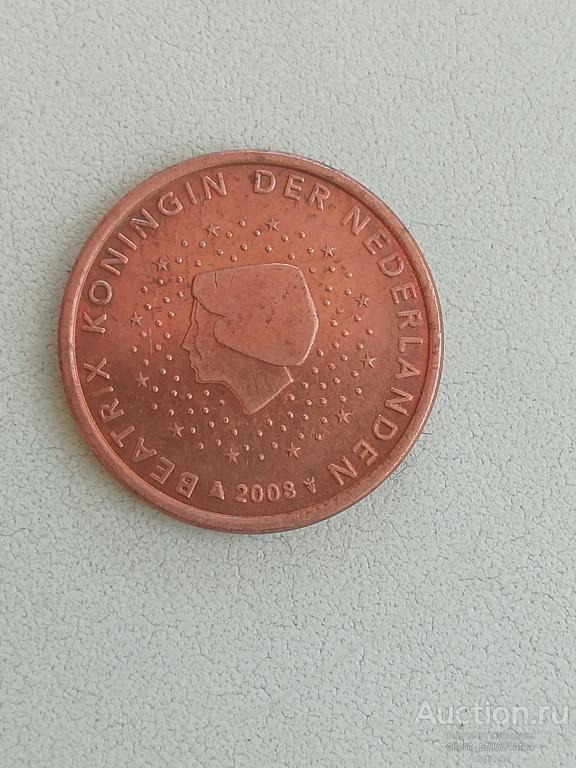 BEATRIX KONINGIN DER NEDERLANDEN
2008
Auction.ru